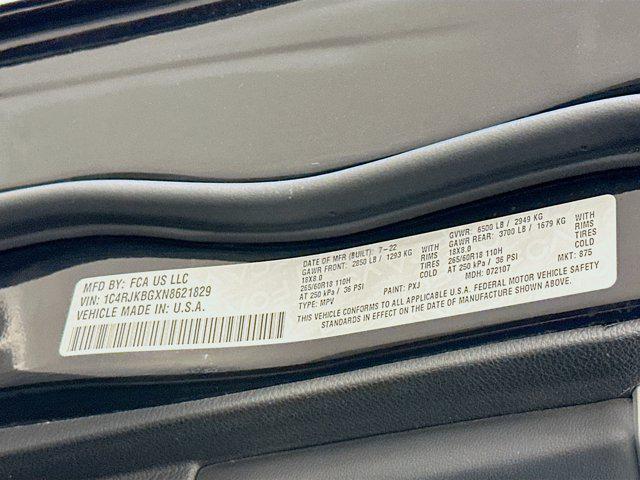 MFD BY: FCA US LLC
VIN: 1C4RJKBGXN8621829
VEHICLE MADE IN: U.S.A.
DATE OF MFR (BUILT): 7-22
GAWR FRONT: 2850 LB / 1293 KG WITH
18X8.0 RIMS
265/60R18 110H TIRES
AT 250 kPa / 36 PSI COLD
TYPE: MPV PAINT: PXJ
GVWR: 6500 LB / 2949 KG
GAWR REAR: 3700 LB / 1679 KG WITH
18X8.0 RIMS
265/60R18 110H TIRES
AT 250 kPa / 36 PSI COLD
MDH: 072107 MKT: 875
THIS VEHICLE CONFORMS TO ALL APPLICABLE U.S.A. FEDERAL MOTOR VEHICLE SAFETY
STANDARDS IN EFFECT ON THE DATE OF MANUFACTURE SHOWN ABOVE.